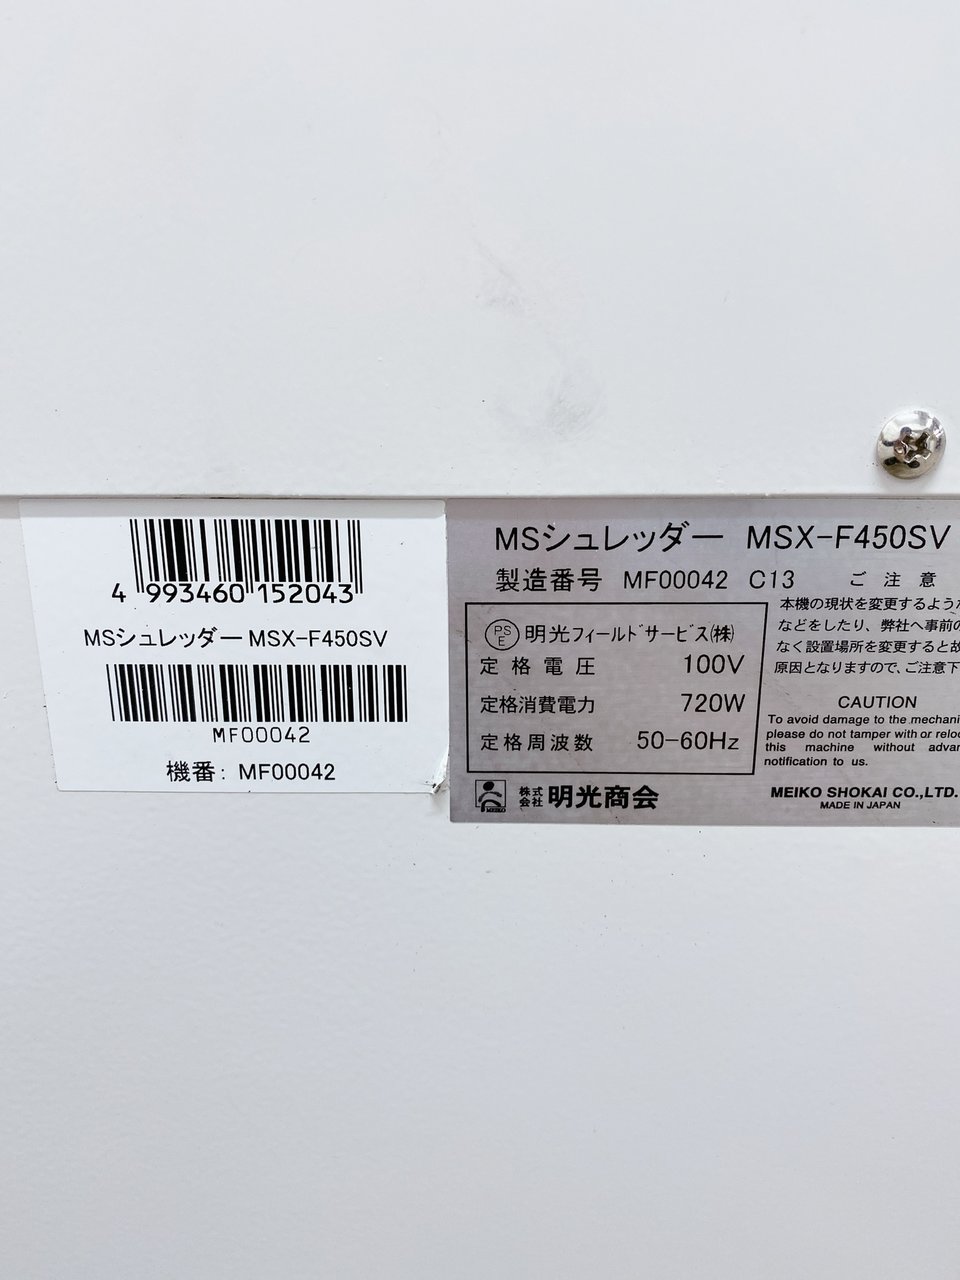 4 993460 152043
MSシュレッダー MSX-F450SV
MF00042
機番: MF00042
MSシュレッダー MSX-F450SV
製造番号 MF00042 C13
PS
E
明光フィールドサービス(株)
定格電圧 100V
定格消費電力 720W
定格周波数 50-60Hz
MEIKO
株式
会社
明光商会
ご注意
本機の現状を変更するような
などをしたり、弊社へ事前の
なく設置場所を変更すると故
原因となりますので、ご注意下
CAUTION
To avoid damage to the mechani
please do not tamper with or reloc
this machine without advan
notification to us.
MEIKO SHOKAI CO.,LTD.
MADE IN JAPAN